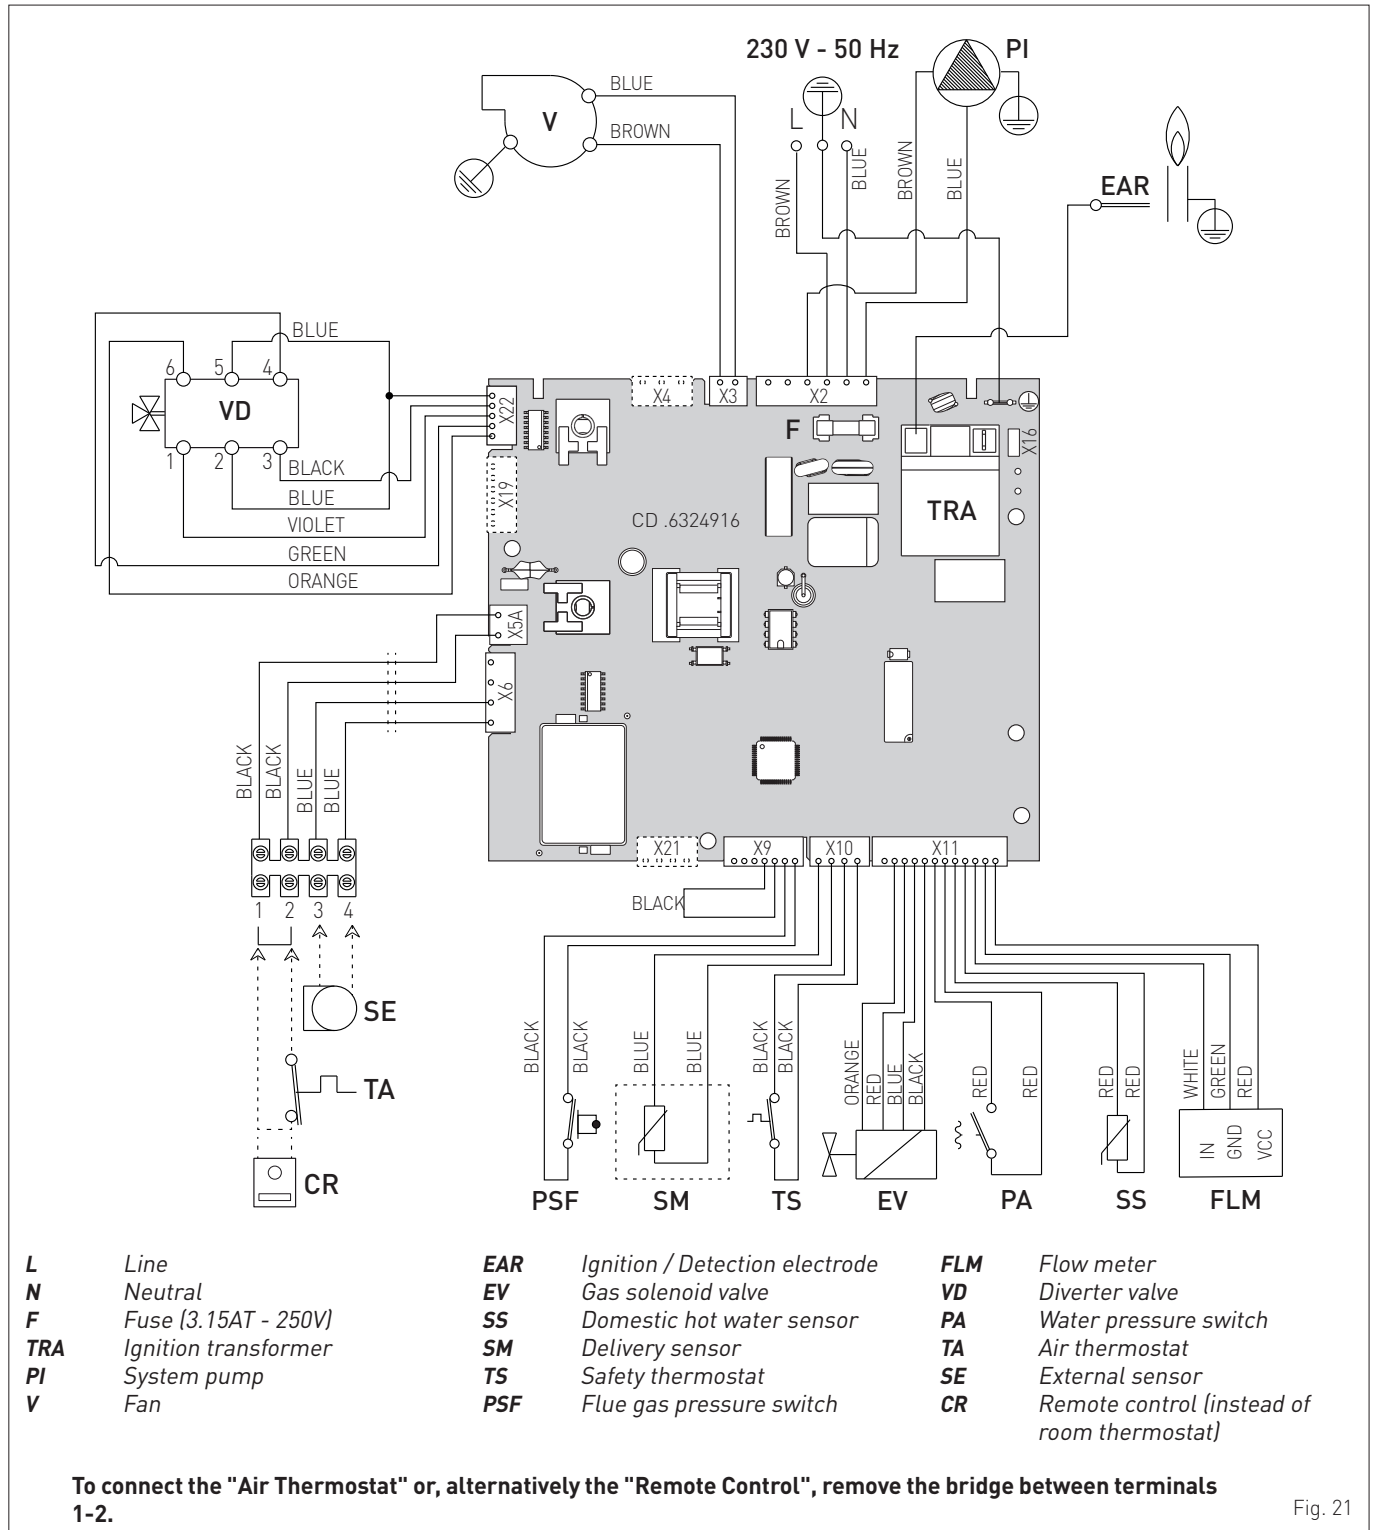 230 V - 50 Hz
PI
BLUE
V
L
N
BROWN
BLUE
BROWN
BROWN
BLUE
EAR
BLUE
6
5
4
VD
X22
X4
X3
X2
F
X16
1
2
3
BLACK
BLUE
VIOLET
GREEN
ORANGE
X19
CD .6324916
TRA
X5A
X6
BLACK
BLACK
BLUE
BLUE
X21
X9
X10
X11
BLACK
1
2
3
4
SE
TA
CR
BLACK
BLACK
BLUE
BLUE
BLACK
BLACK
ORANGE
RED
BLUE
BLACK
RED
RED
RED
RED
WHITE
GREEN
RED
IN
GND
VCC
PSF
SM
TS
EV
PA
SS
FLM
L Line
N Neutral
F Fuse (3.15AT - 250V)
TRA Ignition transformer
PI System pump
V Fan
EAR Ignition / Detection electrode
EV Gas solenoid valve
SS Domestic hot water sensor
SM Delivery sensor
TS Safety thermostat
PSF Flue gas pressure switch
FLM Flow meter
VD Diverter valve
PA Water pressure switch
TA Air thermostat
SE External sensor
CR Remote control (instead of
room thermostat)
To connect the "Air Thermostat" or, alternatively the "Remote Control", remove the bridge between terminals
1-2.
Fig. 21